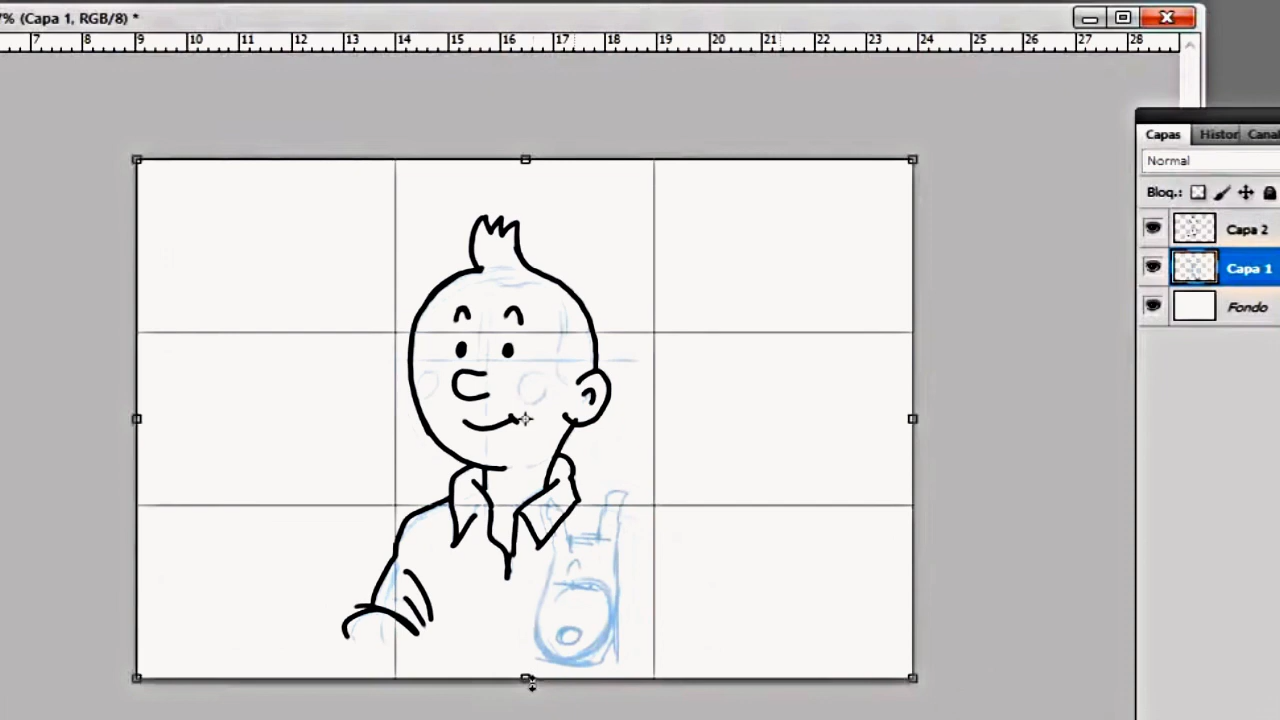 % (Capa 1, RGB/8) *
7 8 9 10 11 12 13 14 15 16 17 18 19 20 21 22 23 24 25 26 27 28
Capas Histor Canal
Normal
Bloq.:
Capa 2
Capa 1
Fondo